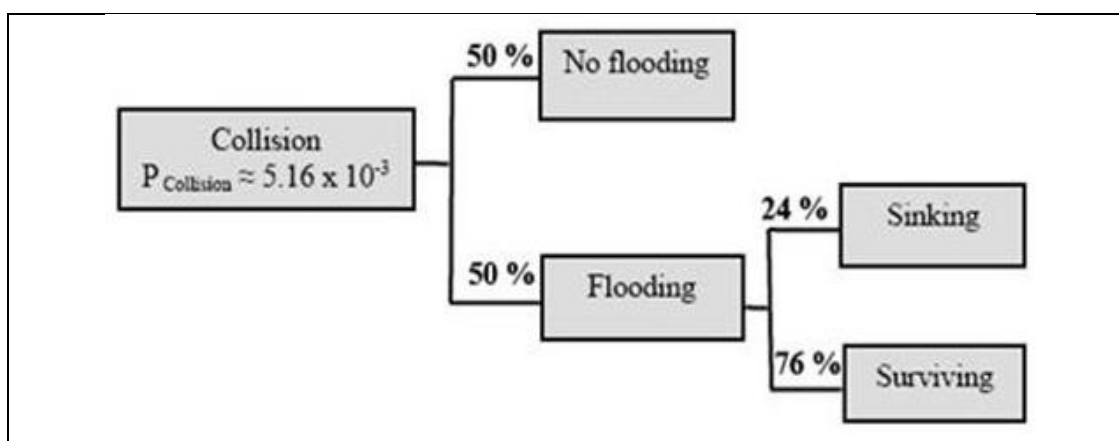 50 %
No flooding
Collision
P Collision ≈ 5.16 x 10-3
24 %
Sinking
50 %
Flooding
76 %
Surviving